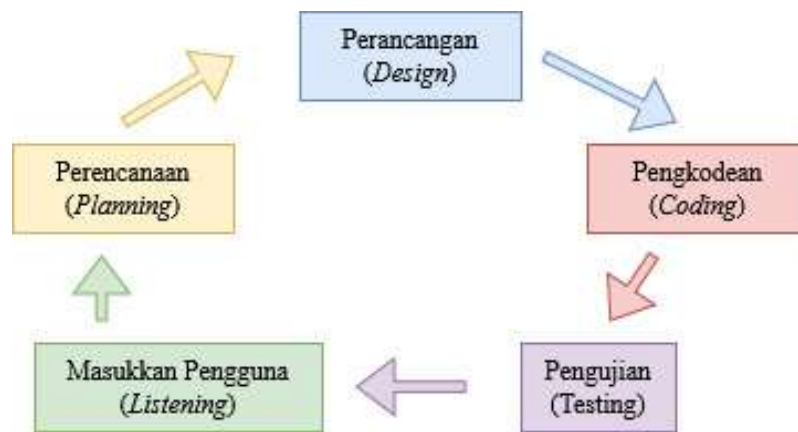 Perancangan
(Design)
Perencanaan
(Planning)
Pengkodean
(Coding)
Masukkan Pengguna
(Listening)
Pengujian
(Testing)